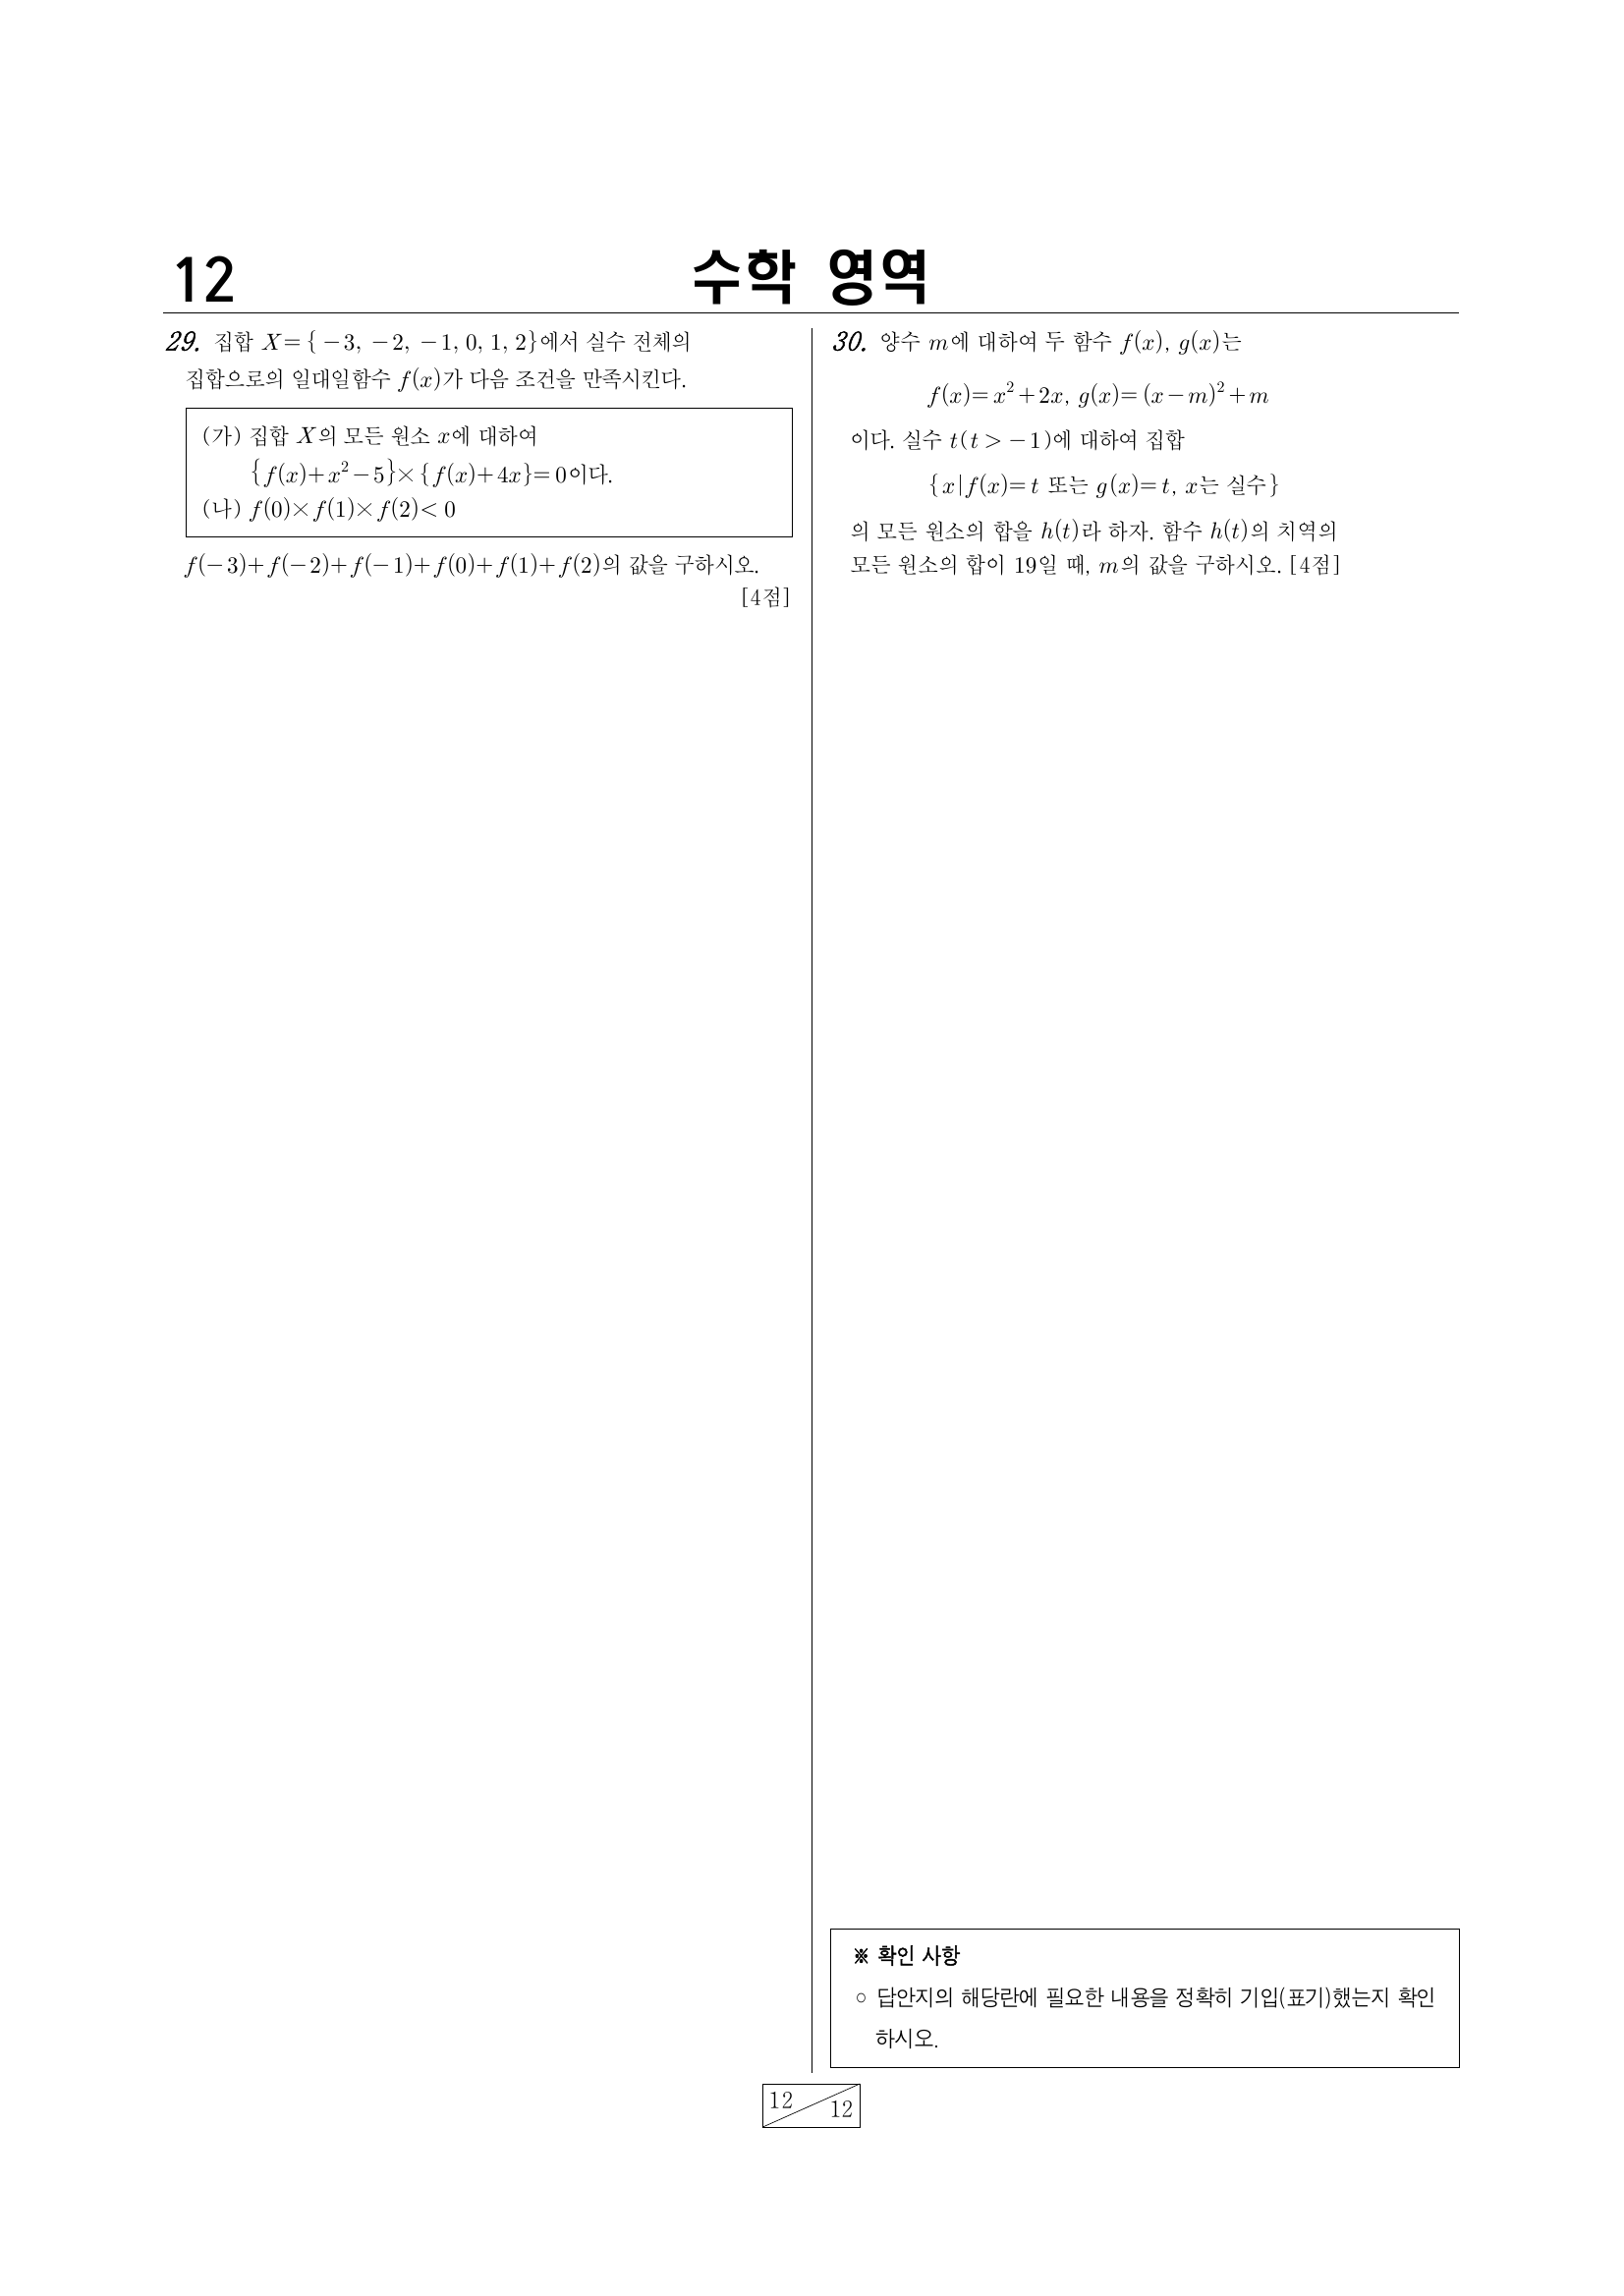 12
수학 영역
29. 집합 X={-3, -2, -1, 0, 1, 2}에서 실수 전체의
집합으로의 일대일함수 f(x)가 다음 조건을 만족시킨다.
(가) 집합 X의 모든 원소 x에 대하여
{f(x)+x²-5}×{f(x)+4x}=0이다.
(나) f(0)×f(1)×f(2)<0
f(-3)+f(-2)+f(-1)+f(0)+f(1)+f(2)의 값을 구하시오.
[4점]
30. 양수 m에 대하여 두 함수 f(x), g(x)는
f(x)=x²+2x, g(x)=(x-m)²+m
이다. 실수 t(t>-1)에 대하여 집합
{x|f(x)=t 또는 g(x)=t, x는 실수}
의 모든 원소의 합을 h(t)라 하자. 함수 h(t)의 치역의
모든 원소의 합이 19일 때, m의 값을 구하시오. [4점]
※ 확인 사항
○ 답안지의 해당란에 필요한 내용을 정확히 기입(표기)했는지 확인
하시오.
12
12